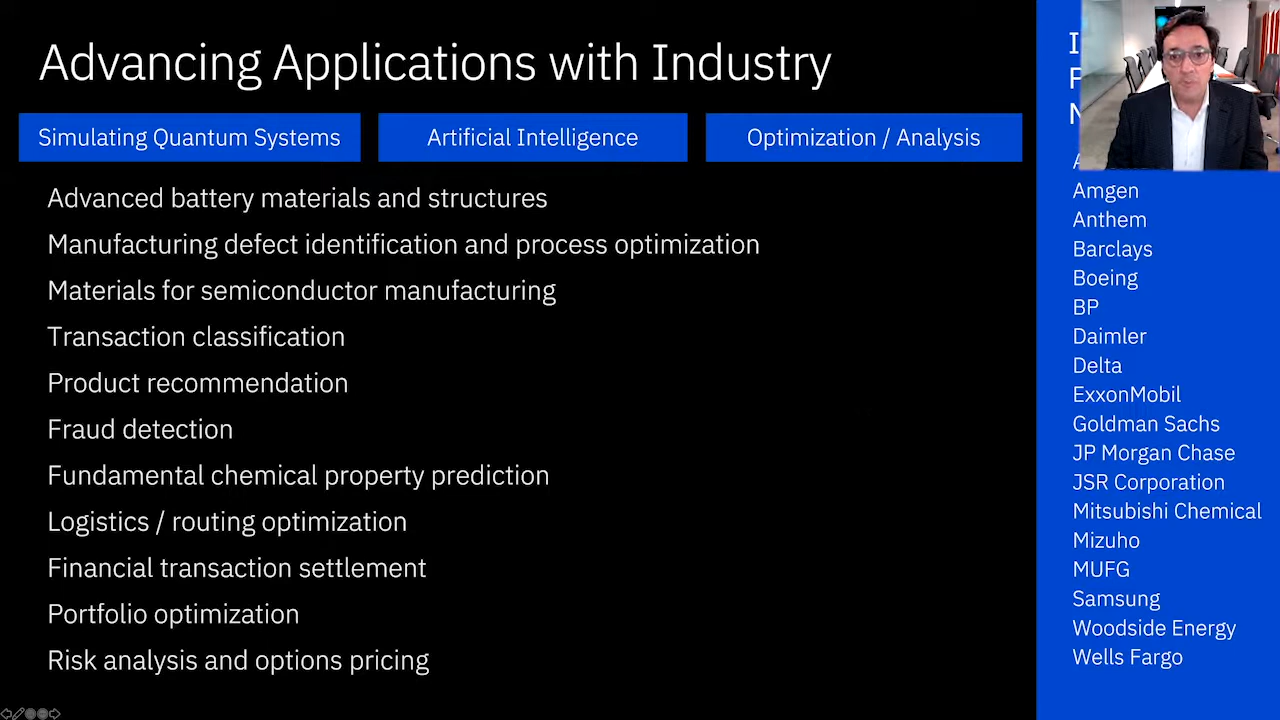 Advancing Applications with Industry
Simulating Quantum Systems
Artificial Intelligence
Optimization / Analysis
Advanced battery materials and structures
Manufacturing defect identification and process optimization
Materials for semiconductor manufacturing
Transaction classification
Product recommendation
Fraud detection
Fundamental chemical property prediction
Logistics / routing optimization
Financial transaction settlement
Portfolio optimization
Risk analysis and options pricing
Amgen
Anthem
Barclays
Boeing
BP
Daimler
Delta
ExxonMobil
Goldman Sachs
JP Morgan Chase
JSR Corporation
Mitsubishi Chemical
Mizuho
MUFG
Samsung
Woodside Energy
Wells Fargo